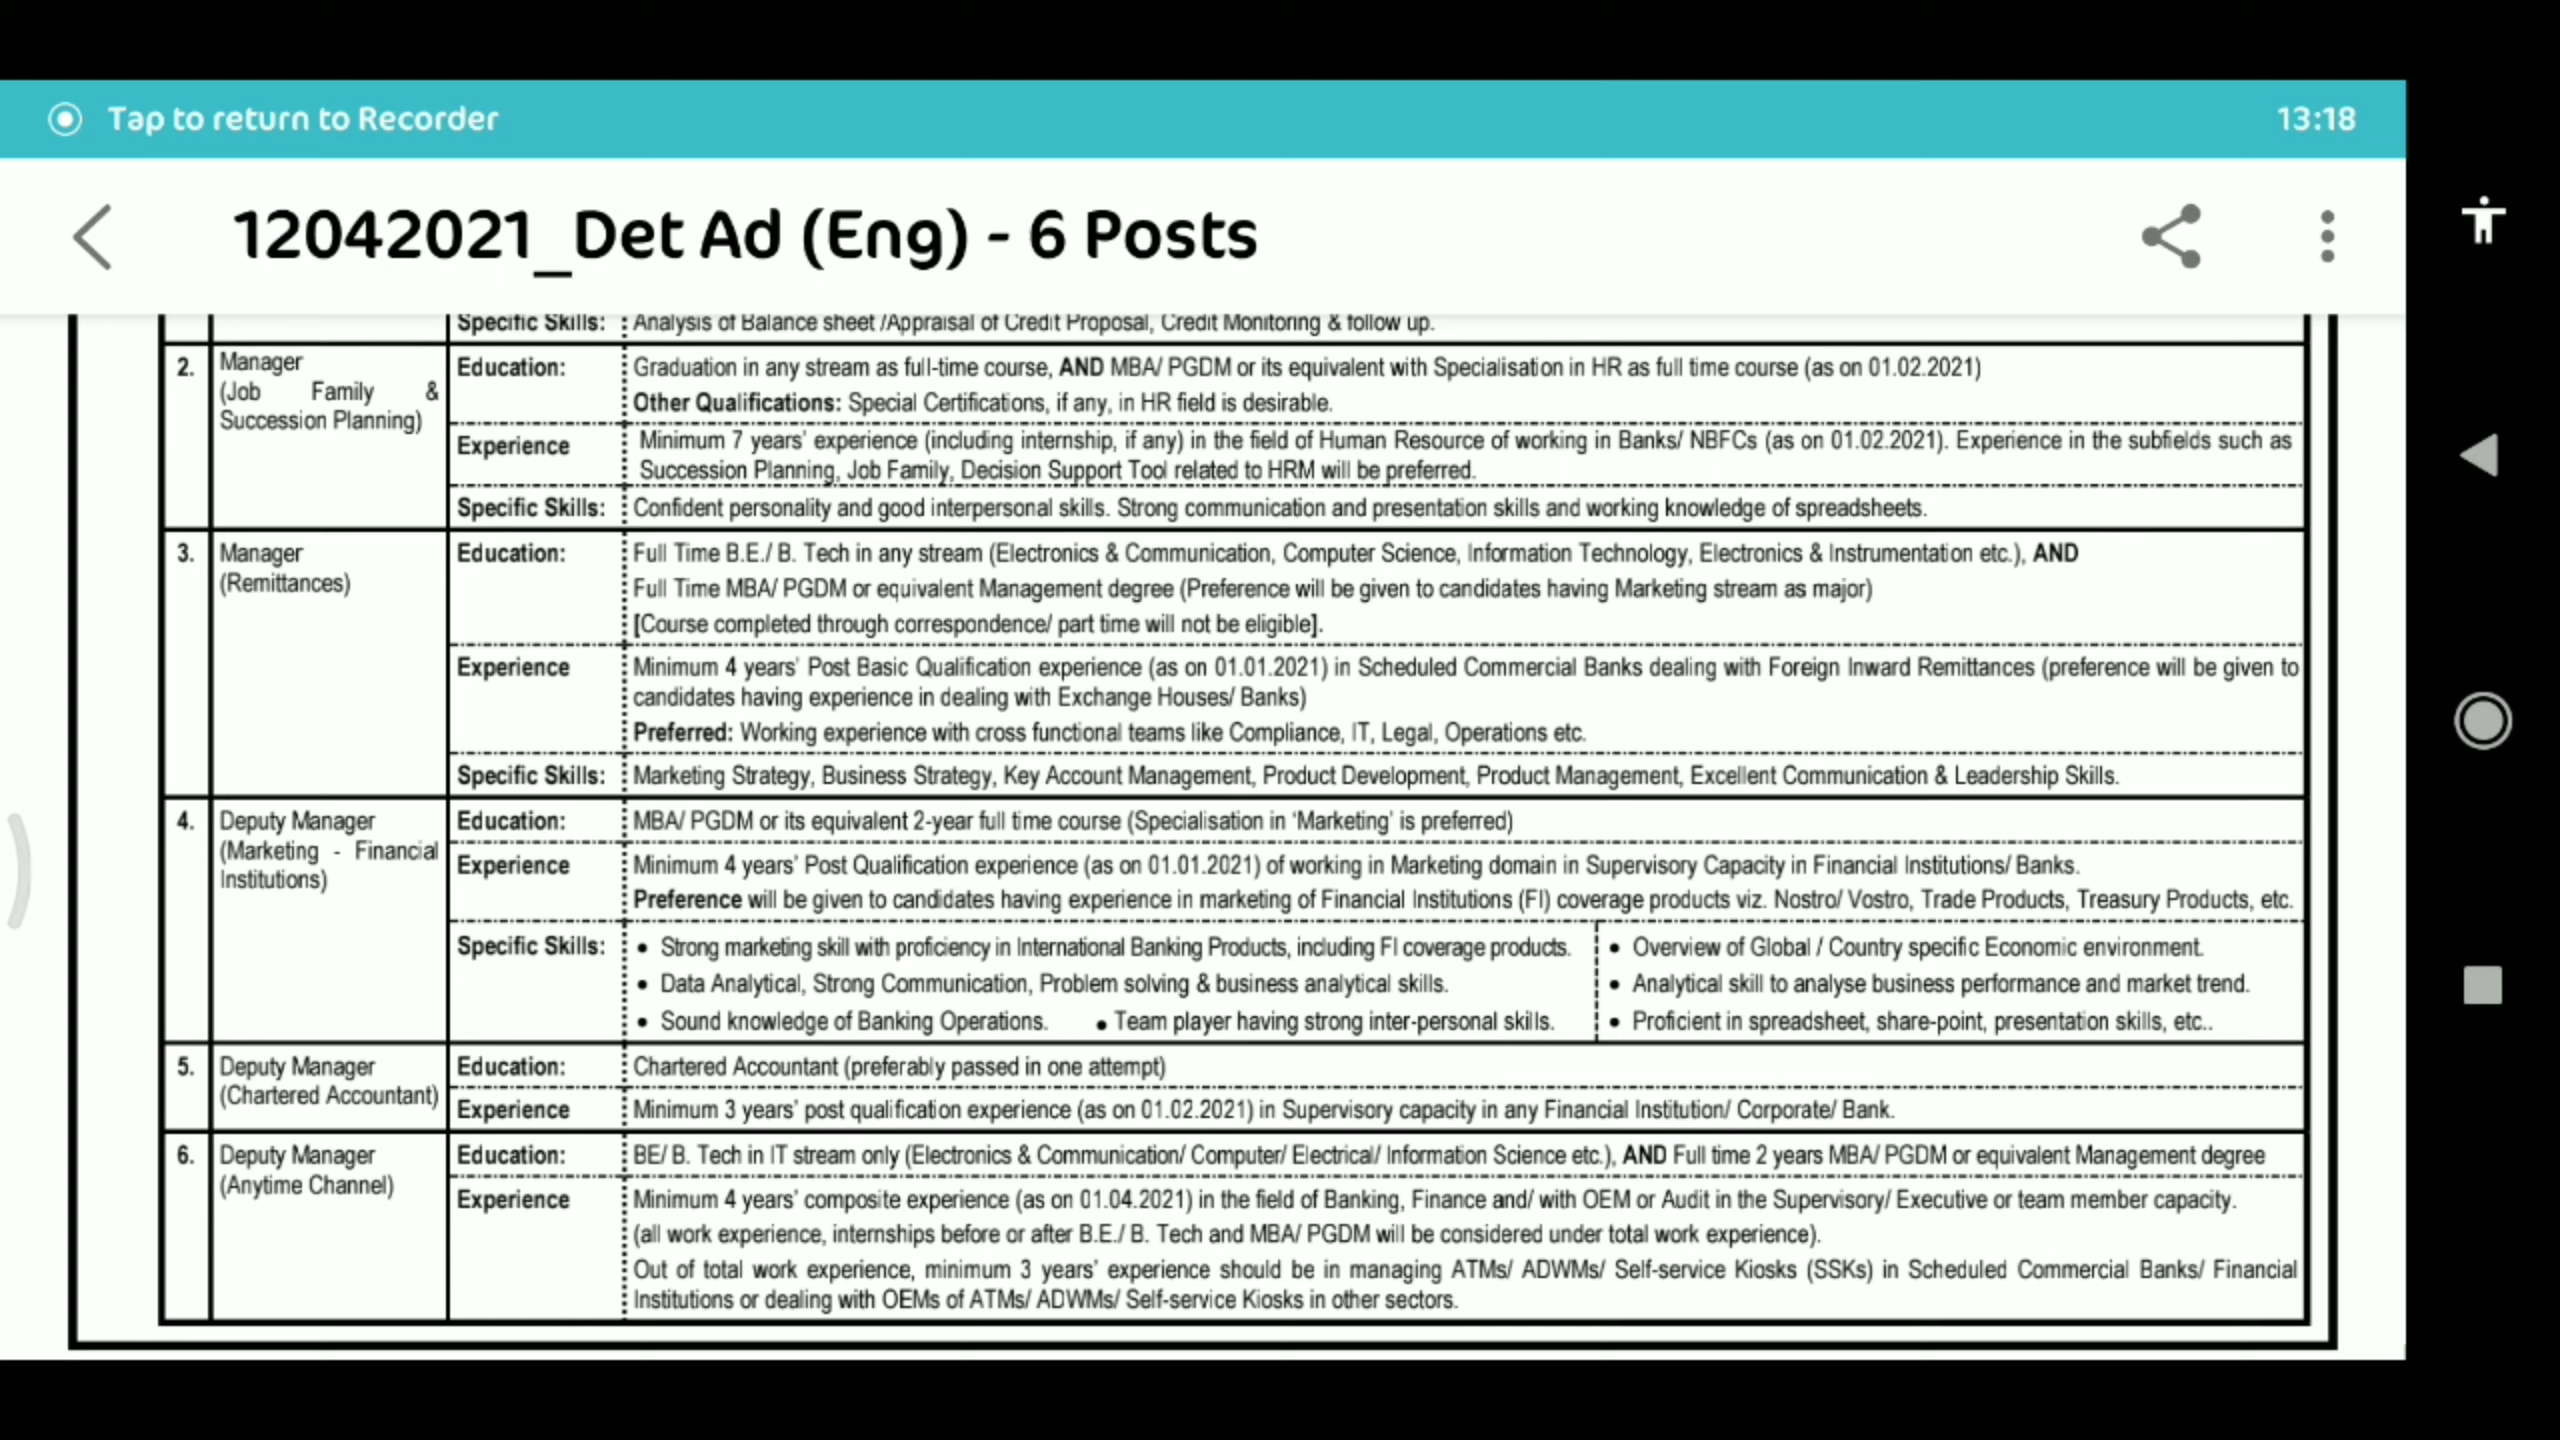 Tap to return to Recorder 13:18
12042021_Det Ad (Eng) - 6 Posts
Specific Skills: Analysis of Balance sheet /Appraisal of Credit Proposal, Credit Monitoring & follow up.
2. Manager (Job Family & Succession Planning)
Education: Graduation in any stream as full-time course, AND MBA/ PGDM or its equivalent with Specialisation in HR as full time course (as on 01.02.2021)
Other Qualifications: Special Certifications, if any, in HR field is desirable.
Experience Minimum 7 years' experience (including internship, if any) in the field of Human Resource of working in Banks/ NBFCs (as on 01.02.2021). Experience in the subfields such as
Succession Planning, Job Family, Decision Support Tool related to HRM will be preferred.
Specific Skills: Confident personality and good interpersonal skills. Strong communication and presentation skills and working knowledge of spreadsheets.
3. Manager (Remittances)
Education: Full Time B.E./ B. Tech in any stream (Electronics & Communication, Computer Science, Information Technology, Electronics & Instrumentation etc.), AND
Full Time MBA/ PGDM or equivalent Management degree (Preference will be given to candidates having Marketing stream as major)
[Course completed through correspondence/ part time will not be eligible].
Experience Minimum 4 years' Post Basic Qualification experience (as on 01.01.2021) in Scheduled Commercial Banks dealing with Foreign Inward Remittances (preference will be given to
candidates having experience in dealing with Exchange Houses/ Banks)
Preferred: Working experience with cross functional teams like Compliance, IT, Legal, Operations etc.
Specific Skills: Marketing Strategy, Business Strategy, Key Account Management, Product Development, Product Management, Excellent Communication & Leadership Skills.
4. Deputy Manager (Marketing - Financial Institutions)
Education: MBA/ PGDM or its equivalent 2-year full time course (Specialisation in 'Marketing' is preferred)
Experience Minimum 4 years' Post Qualification experience (as on 01.01.2021) of working in Marketing domain in Supervisory Capacity in Financial Institutions/ Banks.
Preference will be given to candidates having experience in marketing of Financial Institutions (FI) coverage products viz. Nostro/ Vostro, Trade Products, Treasury Products, etc.
Specific Skills: • Strong marketing skill with proficiency in International Banking Products, including FI coverage products. • Overview of Global / Country specific Economic environment.
• Data Analytical, Strong Communication, Problem solving & business analytical skills. • Analytical skill to analyse business performance and market trend.
• Sound knowledge of Banking Operations. • Team player having strong inter-personal skills. • Proficient in spreadsheet, share-point, presentation skills, etc..
5. Deputy Manager (Chartered Accountant)
Education: Chartered Accountant (preferably passed in one attempt)
Experience Minimum 3 years' post qualification experience (as on 01.02.2021) in Supervisory capacity in any Financial Institution/ Corporate/ Bank.
6. Deputy Manager (Anytime Channel)
Education: BE/ B. Tech in IT stream only (Electronics & Communication/ Computer/ Electrical/ Information Science etc.), AND Full time 2 years MBA/ PGDM or equivalent Management degree
Experience Minimum 4 years' composite experience (as on 01.04.2021) in the field of Banking, Finance and/ with OEM or Audit in the Supervisory/ Executive or team member capacity.
(all work experience, internships before or after B.E./ B. Tech and MBA/ PGDM will be considered under total work experience).
Out of total work experience, minimum 3 years' experience should be in managing ATMs/ ADWMs/ Self-service Kiosks (SSKs) in Scheduled Commercial Banks/ Financial
Institutions or dealing with OEMs of ATMs/ ADWMs/ Self-service Kiosks in other sectors.